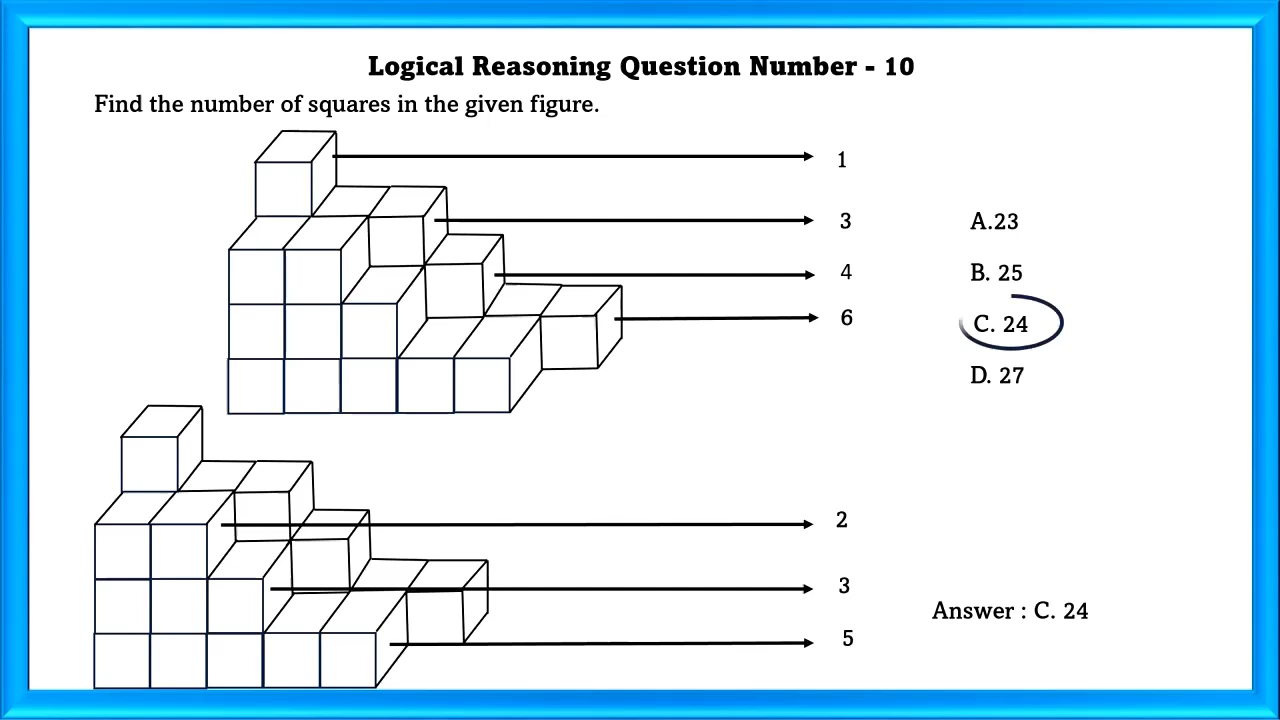 Logical Reasoning Question Number - 10
Find the number of squares in the given figure.
1
3
4
6
A.23
B. 25
C. 24
D. 27
2
3
5
Answer : C. 24